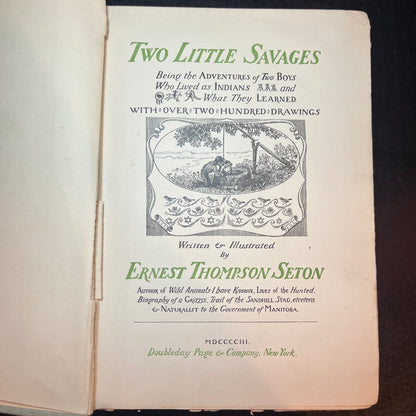 TWO LITTLE SAVAGES
Being the ADVENTURES of TWO BOYS
WHO LIVED as INDIANS and
What They LEARNED
WITH OVER TWO HUNDRED DRAWINGS
Written & Illustrated
By
ERNEST THOMPSON SETON
AUTHOR of Wild Animals I have Known, Lives of the Hunted,
Biography of a GRIZZLY, Trail of the SANDHILL STAG, etcetera
& NATURALIST to the Government of MANITOBA.
MDCCCCIII.
Doubleday Page & Company, New York.